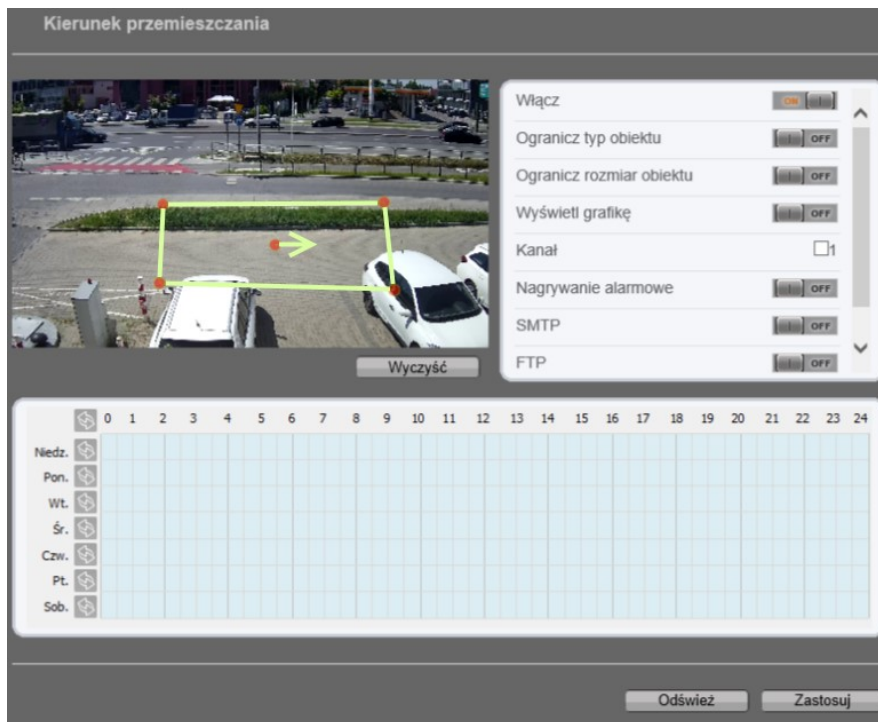 Kierunek przemieszczania
Włącz ON
Ogranicz typ obiektu OFF
Ogranicz rozmiar obiektu OFF
Wyświetl grafikę OFF
Kanał 1
Nagrywanie alarmowe OFF
SMTP OFF
FTP OFF
Wyczyść
0 1 2 3 4 5 6 7 8 9 10 11 12 13 14 15 16 17 18 19 20 21 22 23 24
Niedz.
Pon.
Wt.
Śr.
Czw.
Pt.
Sob.
Odśwież Zastosuj